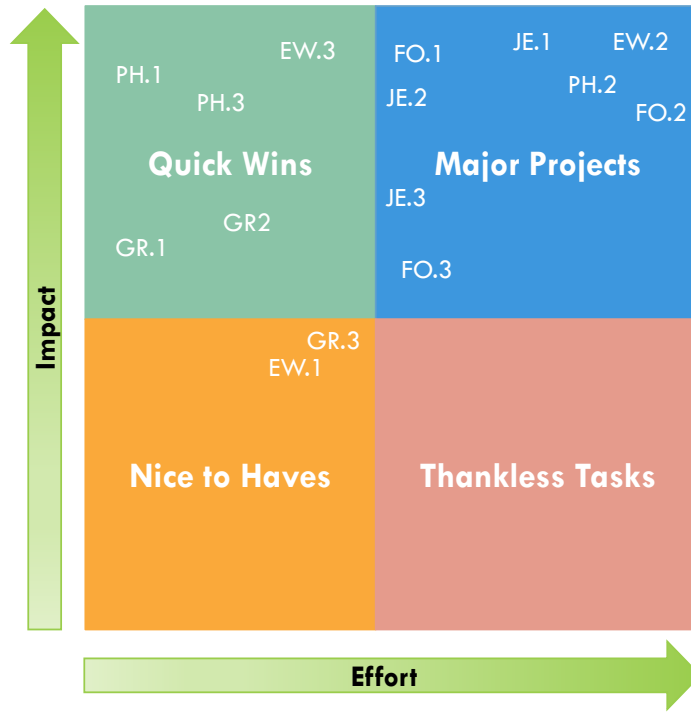 EW.3
PH.1
PH.3
Quick Wins
GR2
GR.1
FO.1
JE.1
EW.2
PH.2
JE.2
FO.2
Major Projects
JE.3
FO.3
Impact
GR.3
EW.1
Nice to Haves
Thankless Tasks
Effort